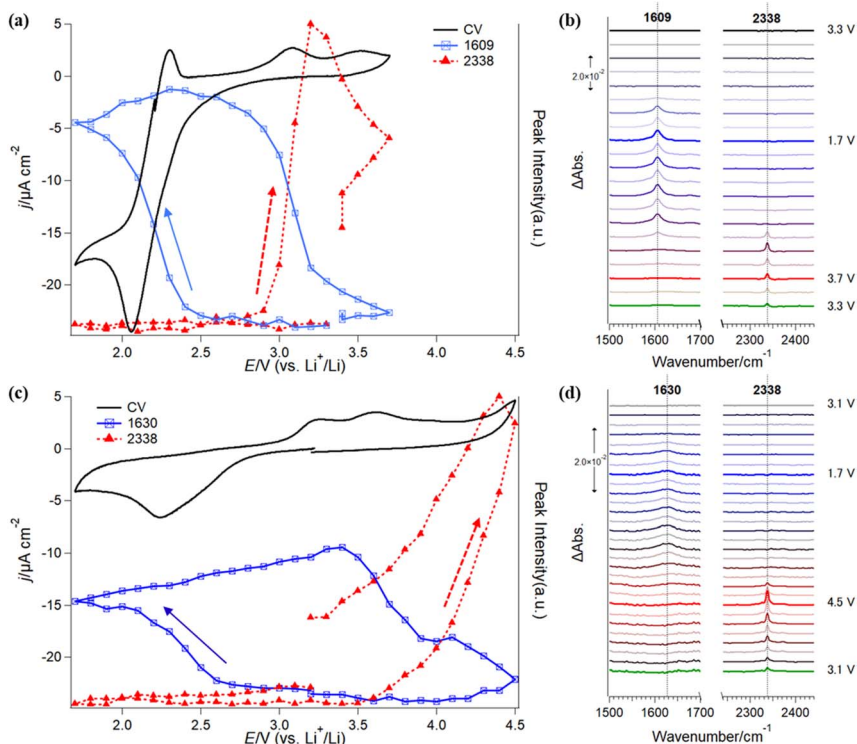 (a)
CV
1609
2338
5
0
-5
-10
-15
-20
j/µA cm⁻²
Peak Intensity(a.u.)
2.0 2.5 3.0 3.5 4.0 4.5
E/V (vs. Li⁺/Li)
(b)
1609 2338
3.3 V
2.0×10⁻²
1.7 V
ΔAbs.
3.7 V
3.3 V
1500 1600 1700 2300 2400
Wavenumber/cm⁻¹
(c)
CV
1630
2338
5
0
-5
-10
-15
-20
j/µA cm⁻²
Peak Intensity(a.u.)
2.0 2.5 3.0 3.5 4.0 4.5
E/V (vs. Li⁺/Li)
(d)
1630 2338
3.1 V
2.0×10⁻²
1.7 V
ΔAbs.
4.5 V
3.1 V
1500 1600 1700 2300 2400
Wavenumber/cm⁻¹